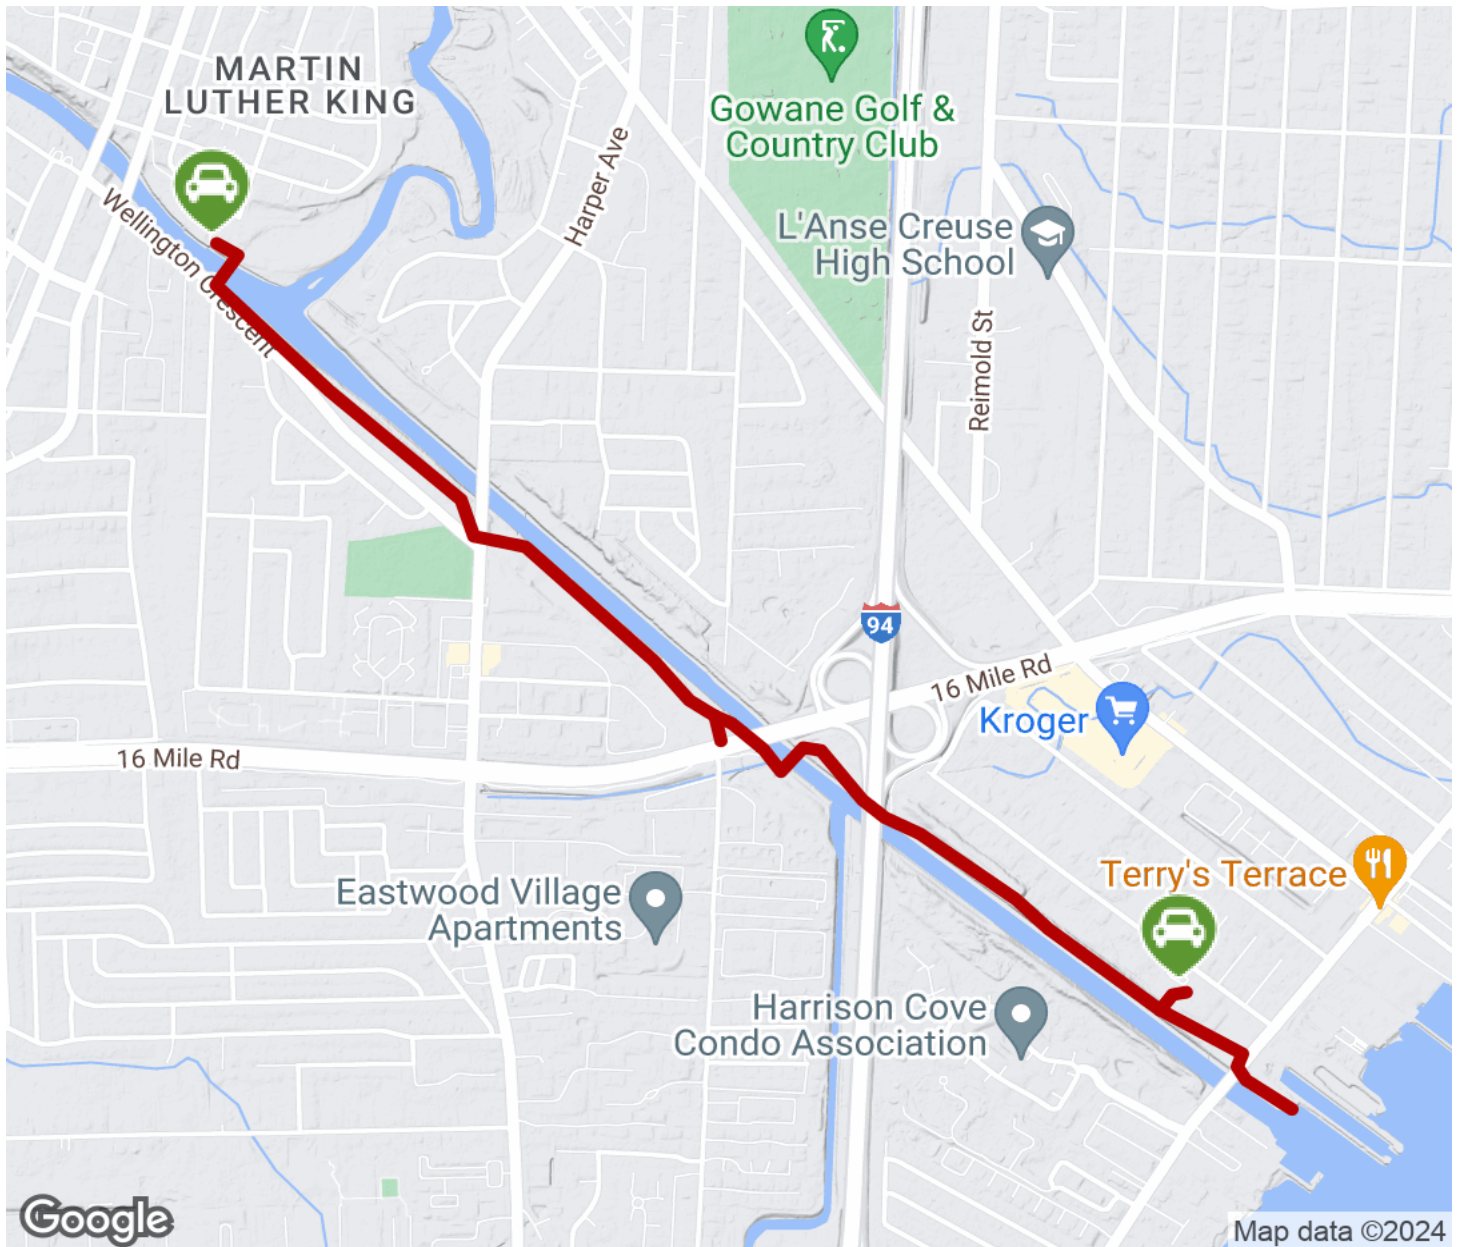 MARTIN
LUTHER KING
Gowane Golf &
Country Club
Harper Ave
Wellington Crescent
L'Anse Creuse
High School
Reimold St
94
16 Mile Rd
Kroger
16 Mile Rd
Terry's Terrace
Eastwood Village
Apartments
Harrison Cove
Condo Association
Google
Map data ©2024